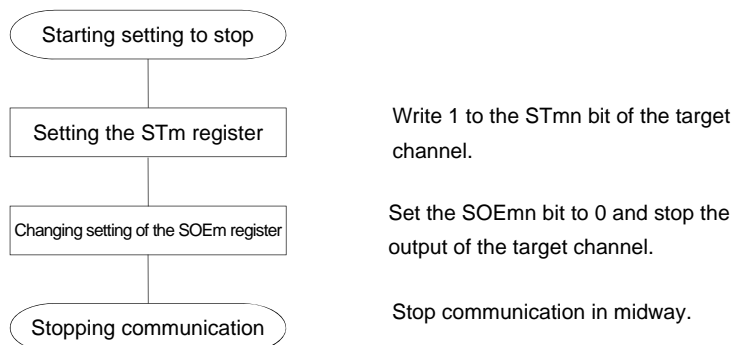 Starting setting to stop
Setting the STm register
Write 1 to the STmn bit of the target
channel.
Changing setting of the SOEm register
Set the SOEmn bit to 0 and stop the
output of the target channel.
Stopping communication
Stop communication in midway.